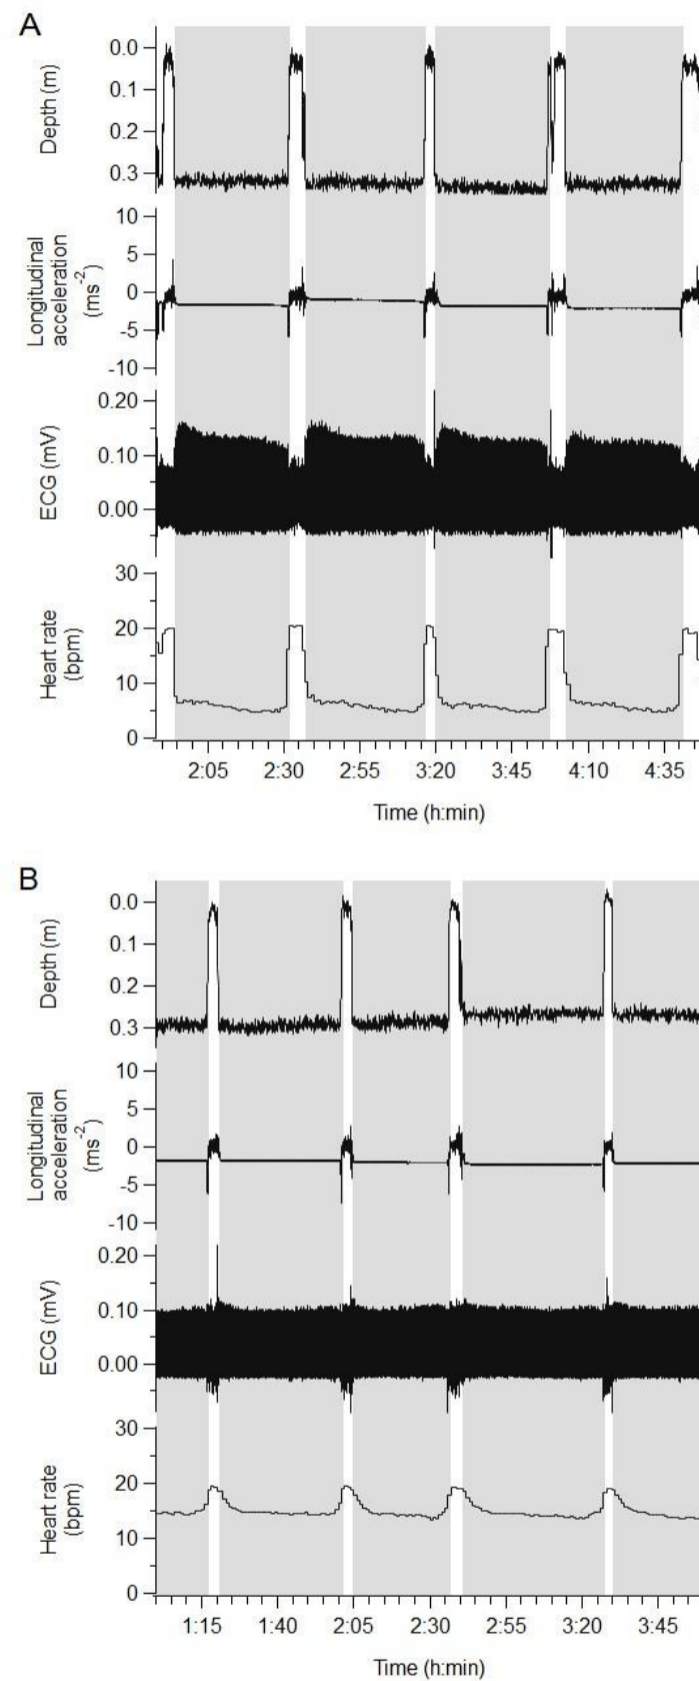 A
Depth (m)
0.0
0.1
0.2
0.3
Longitudinal
acceleration
(ms⁻²)
10
5
0
-5
-10
ECG (mV)
0.20
0.10
0.00
Heart rate
(bpm)
30
20
10
0
2:05 2:30 2:55 3:20 3:45 4:10 4:35
Time (h:min)
B
Depth (m)
0.0
0.1
0.2
0.3
Longitudinal
acceleration
(ms⁻²)
10
5
0
-5
-10
ECG (mV)
0.20
0.10
0.00
Heart rate
(bpm)
30
20
10
0
1:15 1:40 2:05 2:30 2:55 3:20 3:45
Time (h:min)